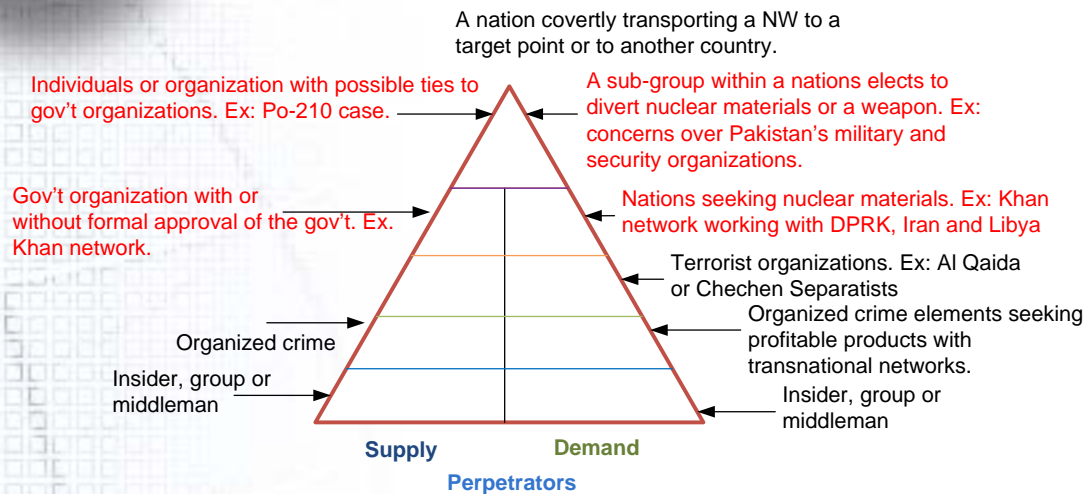 A nation covertly transporting a NW to a
target point or to another country.
Individuals or organization with possible ties to
gov't organizations. Ex: Po-210 case.
A sub-group within a nations elects to
divert nuclear materials or a weapon. Ex:
concerns over Pakistan's military and
security organizations.
Gov't organization with or
without formal approval of the gov't. Ex.
Khan network.
Nations seeking nuclear materials. Ex: Khan
network working with DPRK, Iran and Libya
Terrorist organizations. Ex: Al Qaida
or Chechen Separatists
Organized crime
Organized crime elements seeking
profitable products with
transnational networks.
Insider, group or
middleman
Insider, group or
middleman
Supply
Demand
Perpetrators